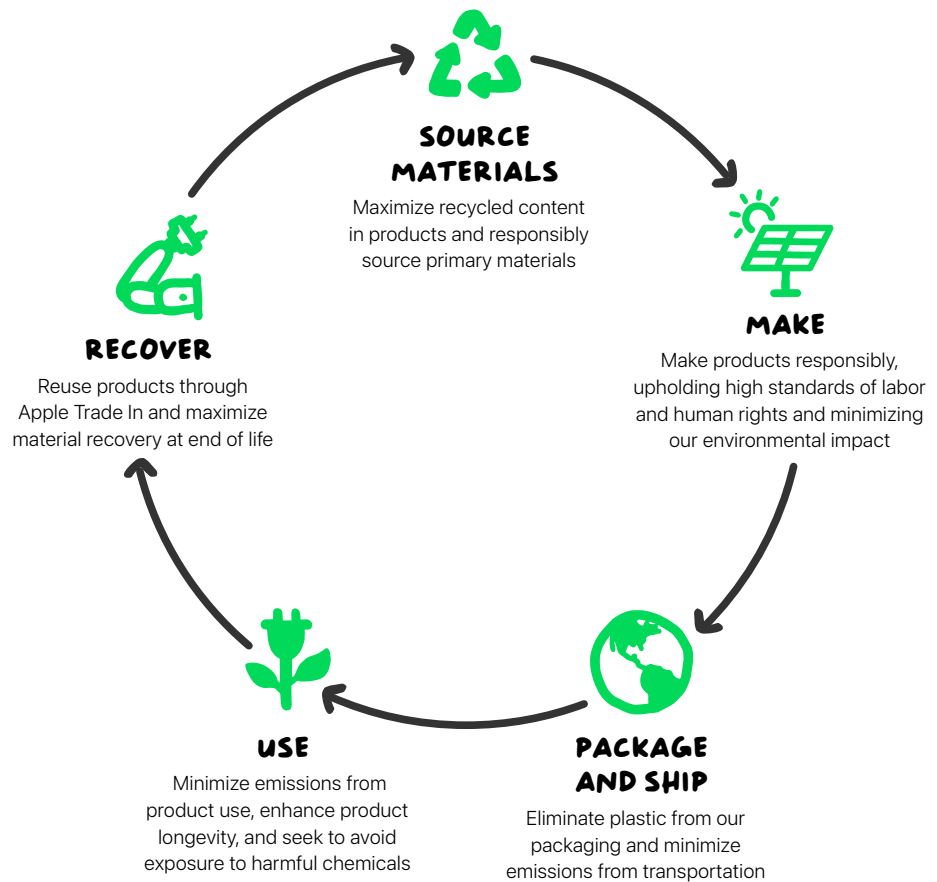 SOURCE
MATERIALS
Maximize recycled content
in products and responsibly
source primary materials
MAKE
Make products responsibly,
upholding high standards of labor
and human rights and minimizing
our environmental impact
PACKAGE
AND SHIP
Eliminate plastic from our
packaging and minimize
emissions from transportation
USE
Minimize emissions from
product use, enhance product
longevity, and seek to avoid
exposure to harmful chemicals
RECOVER
Reuse products through
Apple Trade In and maximize
material recovery at end of life